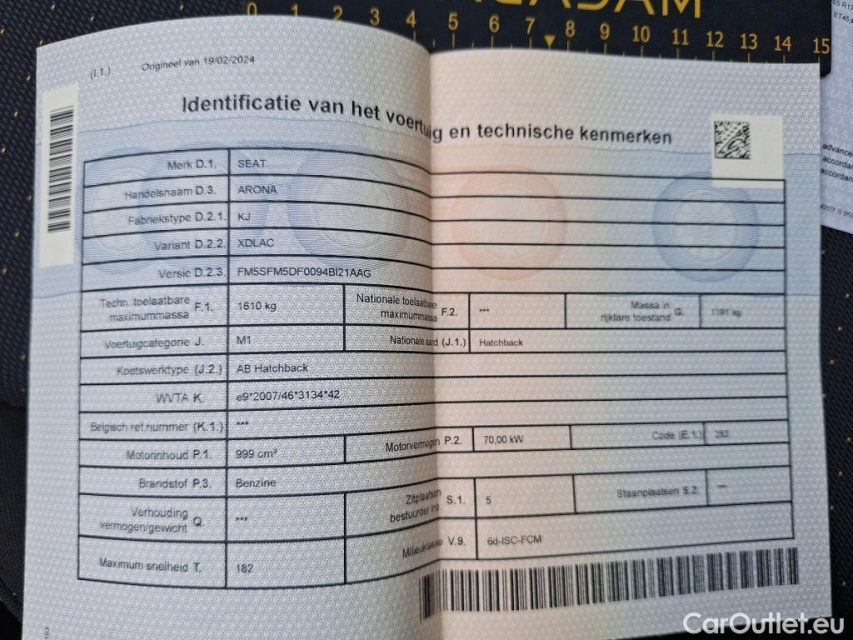 0 1 2 3 4 5 6 7 8 9 10 11 12 13 14 15
(I.1.) Origineel van 19/02/2024
Identificatie van het voertuig en technische kenmerken
Merk D.1. SEAT
Handelsnaam D.3. ARONA
Fabriekstype D.2.1. KJ
Variant D.2.2. XDLAC
Versie D.2.3. FM5SFM5DF0094BI21AAG
Techn. toelaatbare maximummassa F.1. 1610 kg Nationale toelaatbare maximummassa F.2. --- Massa in rijklare toestand G. 1191 kg
Voertuigcategorie J. M1 Nationale aard (J.1.) Hatchback
Koetswerktype (J.2.) AB Hatchback
WVTA K. e9*2007/46*3134*42
Belgisch ref.nummer (K.1.) ---
Motorinhoud P.1. 999 cm³ Motorvermogen P.2. 70,00 kW Code (E.1.)
Brandstof P.3. Benzine
Verhouding vermogen/gewicht Q. --- Zitplaatsen bestuurder S.1. 5 Staanplaatsen S.2. ---
Maximum snelheid T. 182 Milieuklasse V.9. 6d-ISC-FCM
advance
accordan
accordan
CarOutlet.eu